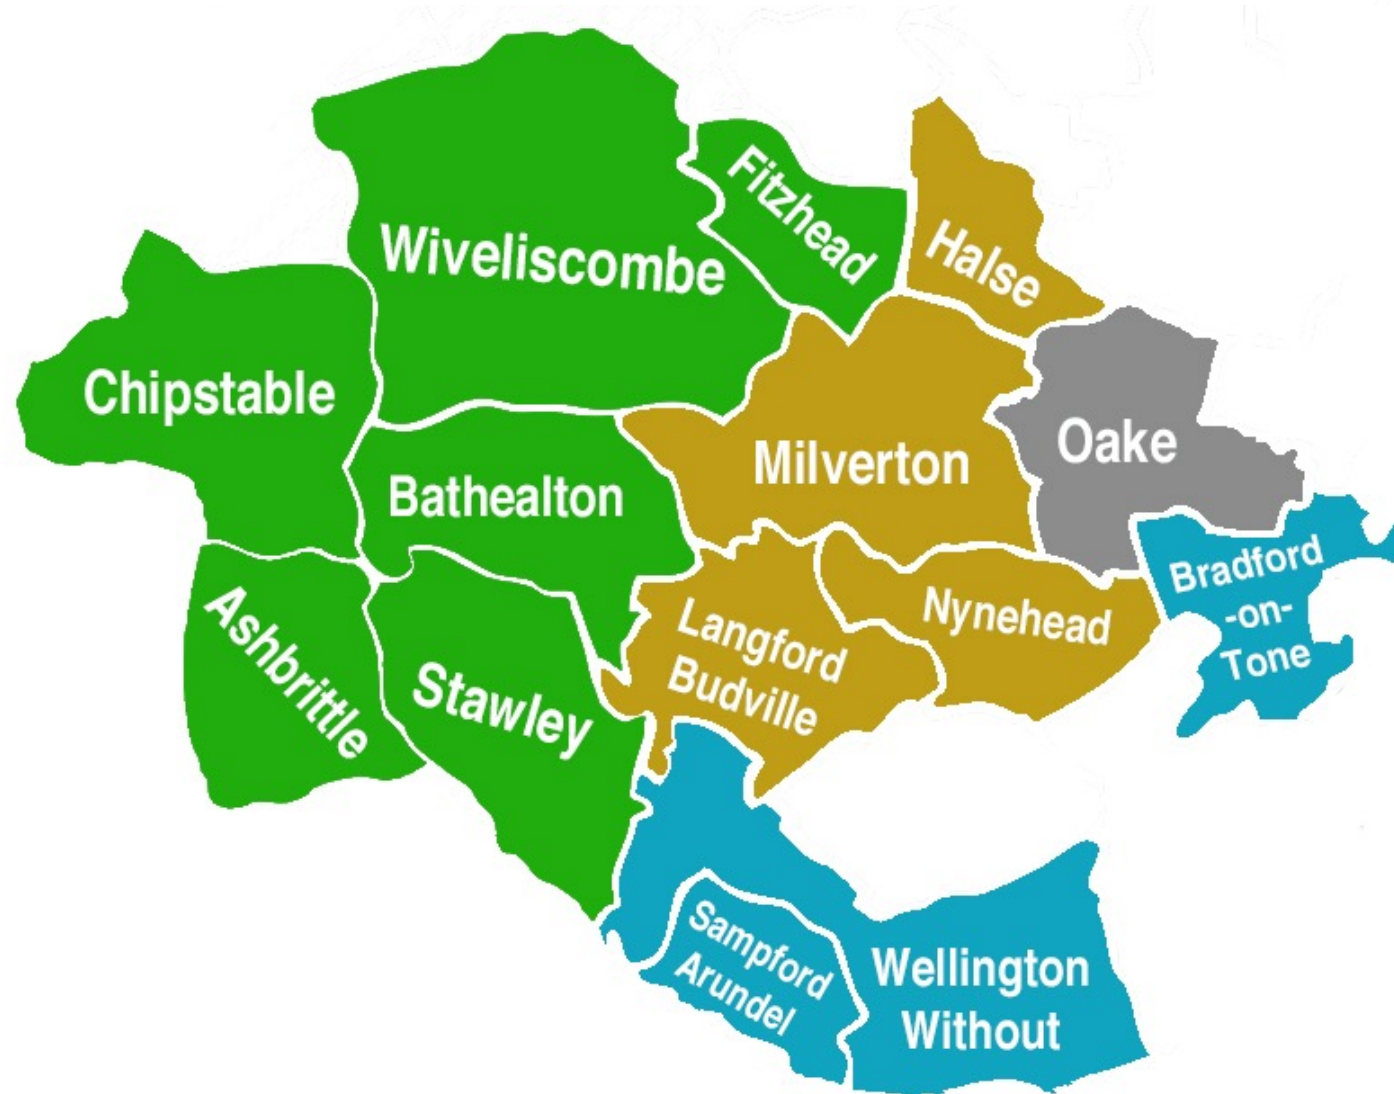 Wiveliscombe
Fitzhead
Halse
Chipstable
Oake
Milverton
Bathealton
Bradford
-on-
Tone
Nynehead
Langford
Budville
Ashbrittle
Stawley
Sampford
Arundel
Wellington
Without